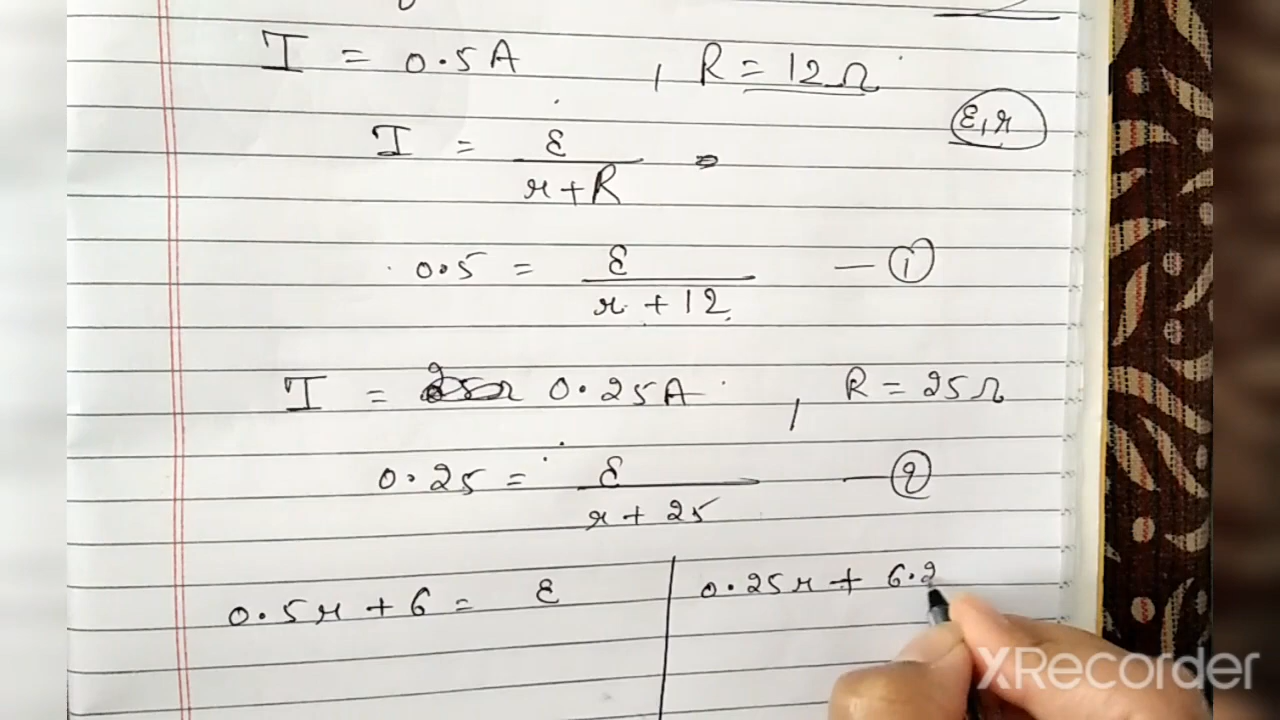 I = 0.5A , R = 12Ω
ε, r
I = ε / r + R
0.5 = ε / r + 12 — ①
I = 0.25A , R = 25Ω
0.25 = ε / r + 25 — ②
0.5r + 6 = ε | 0.25r + 6.2
XRecorder